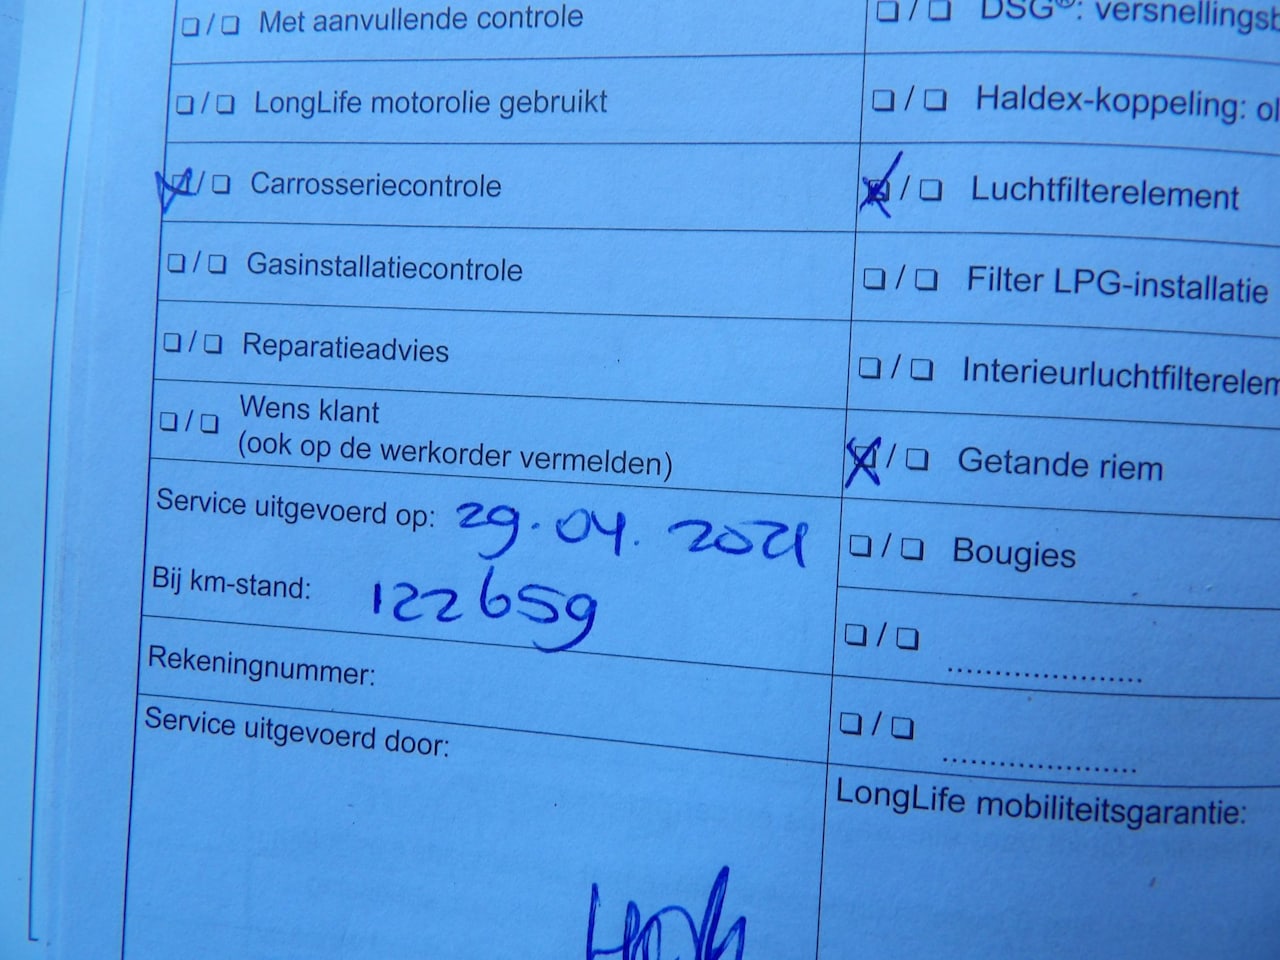 ❏/❏ Met aanvullende controle
❏/❏ LongLife motorolie gebruikt
☒/❏ Carrosseriecontrole
❏/❏ Gasinstallatiecontrole
❏/❏ Reparatieadvies
❏/❏ Wens klant
(ook op de werkorder vermelden)
Service uitgevoerd op: 29.04.2021
Bij km-stand: 122659
Rekeningnummer:
Service uitgevoerd door:
❏/❏ DSG®: versnellingsb
❏/❏ Haldex-koppeling: ol
☒/❏ Luchtfilterelement
❏/❏ Filter LPG-installatie
❏/❏ Interieurluchtfilterelem
☒/❏ Getande riem
❏/❏ Bougies
❏/❏ ......................
❏/❏ ......................
LongLife mobiliteitsgarantie: